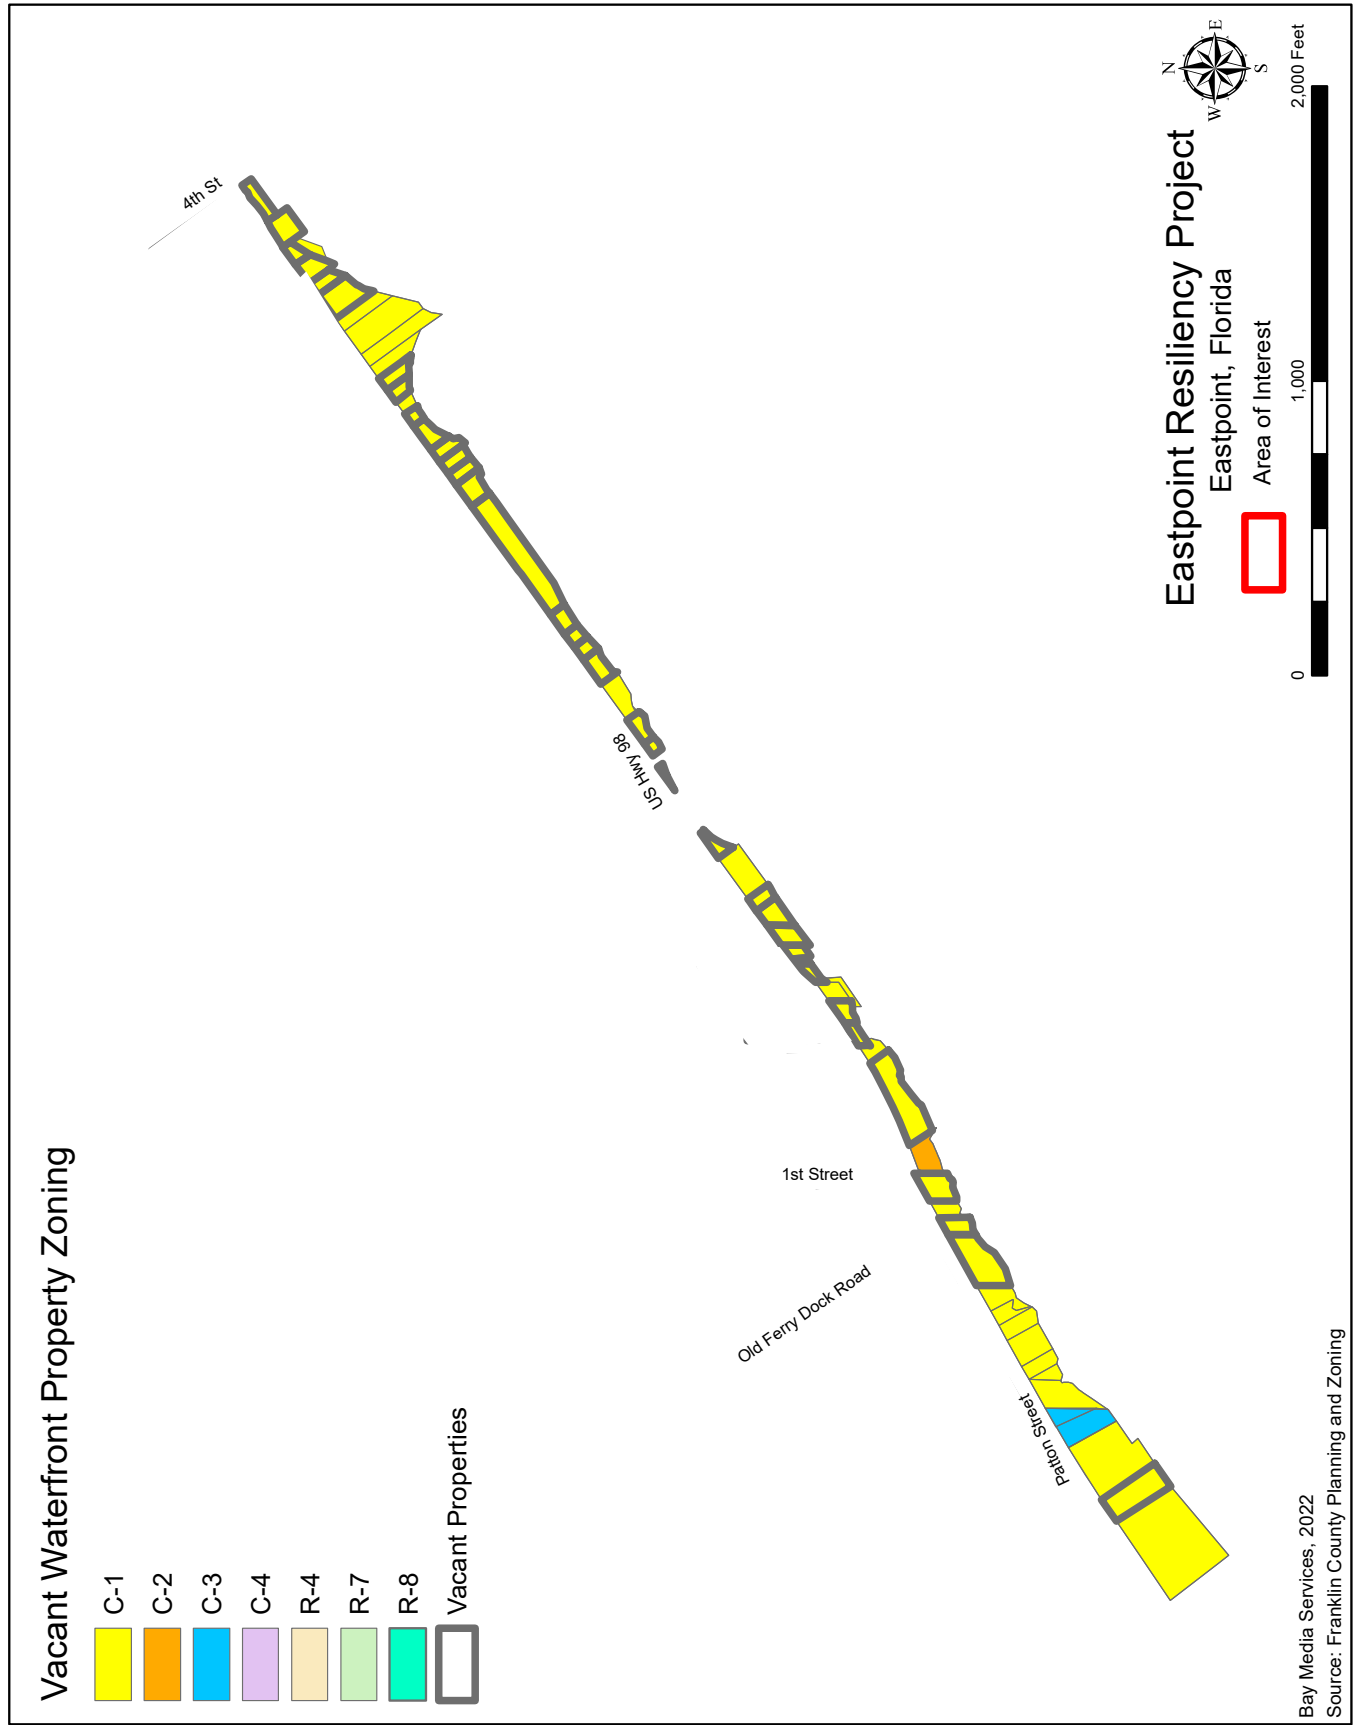 Vacant Waterfront Property Zoning
C-1
C-2
C-3
C-4
R-4
R-7
R-8
Vacant Properties
4th St
US Hwy 98
1st Street
Old Ferry Dock Road
Patton Street
Eastpoint Resiliency Project
Eastpoint, Florida
Area of Interest
N
E
S
W
0 1,000 2,000 Feet
Bay Media Services, 2022
Source: Franklin County Planning and Zoning